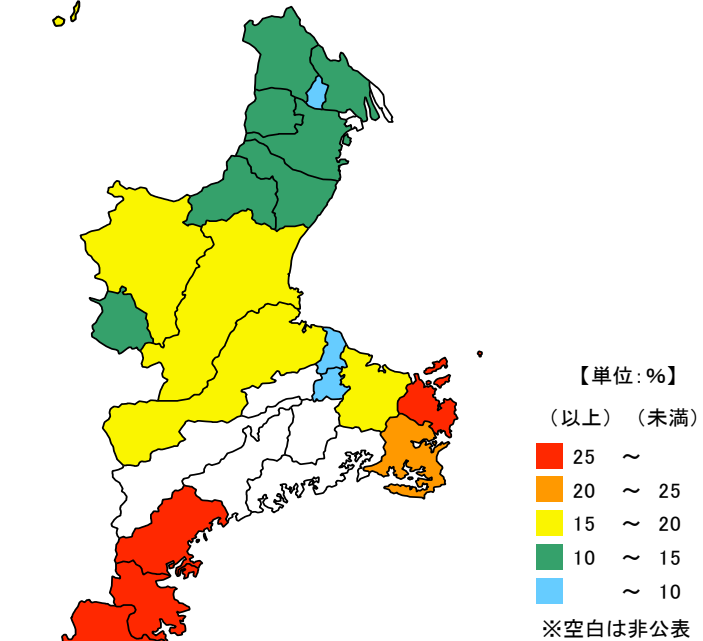 【単位:%】
（以上）（未満）
25 ～
20 ～ 25
15 ～ 20
10 ～ 15
～ 10
※空白は非公表